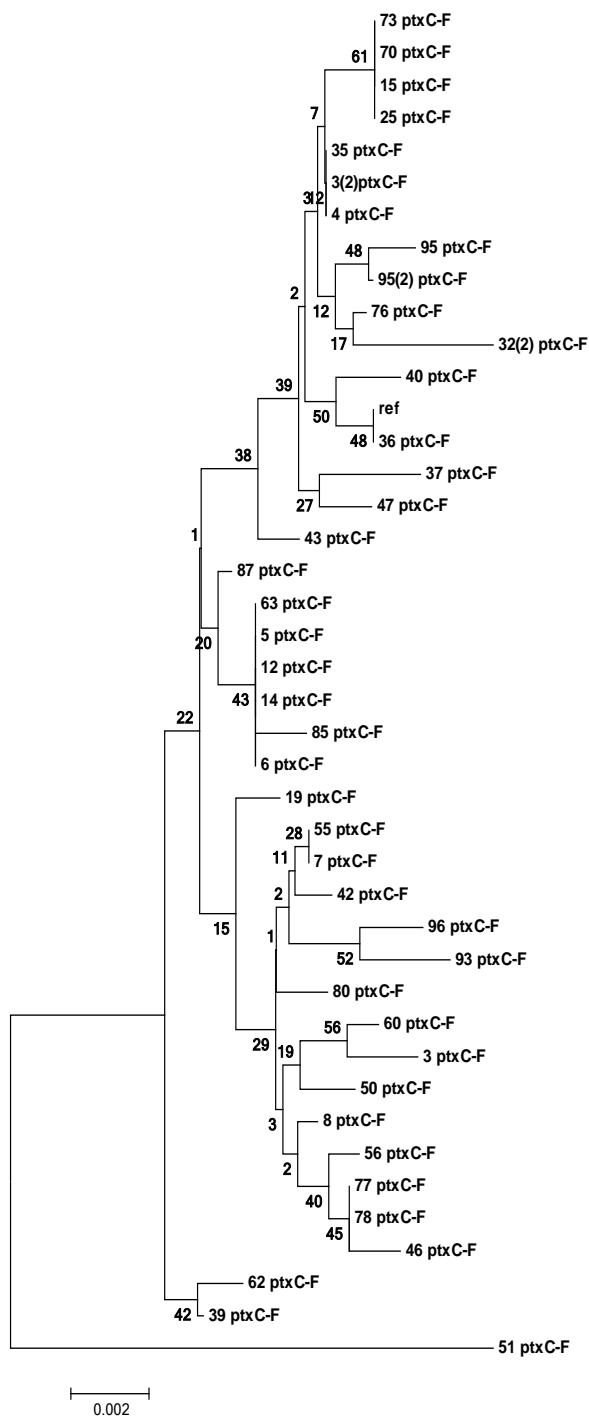 73 ptxC-F
61
70 ptxC-F
15 ptxC-F
25 ptxC-F
7
35 ptxC-F
3(2)ptxC-F
3
12
4 ptxC-F
95 ptxC-F
48
95(2) ptxC-F
76 ptxC-F
12
17
32(2) ptxC-F
2
40 ptxC-F
39
ref
50
48
36 ptxC-F
38
37 ptxC-F
27
47 ptxC-F
43 ptxC-F
1
87 ptxC-F
63 ptxC-F
5 ptxC-F
20
12 ptxC-F
43
14 ptxC-F
22
85 ptxC-F
6 ptxC-F
19 ptxC-F
28
55 ptxC-F
11
7 ptxC-F
2
42 ptxC-F
15
96 ptxC-F
1
52
93 ptxC-F
80 ptxC-F
56
60 ptxC-F
29
19
3 ptxC-F
50 ptxC-F
3
8 ptxC-F
2
56 ptxC-F
40
77 ptxC-F
45
78 ptxC-F
46 ptxC-F
62 ptxC-F
42
39 ptxC-F
51 ptxC-F
0.002